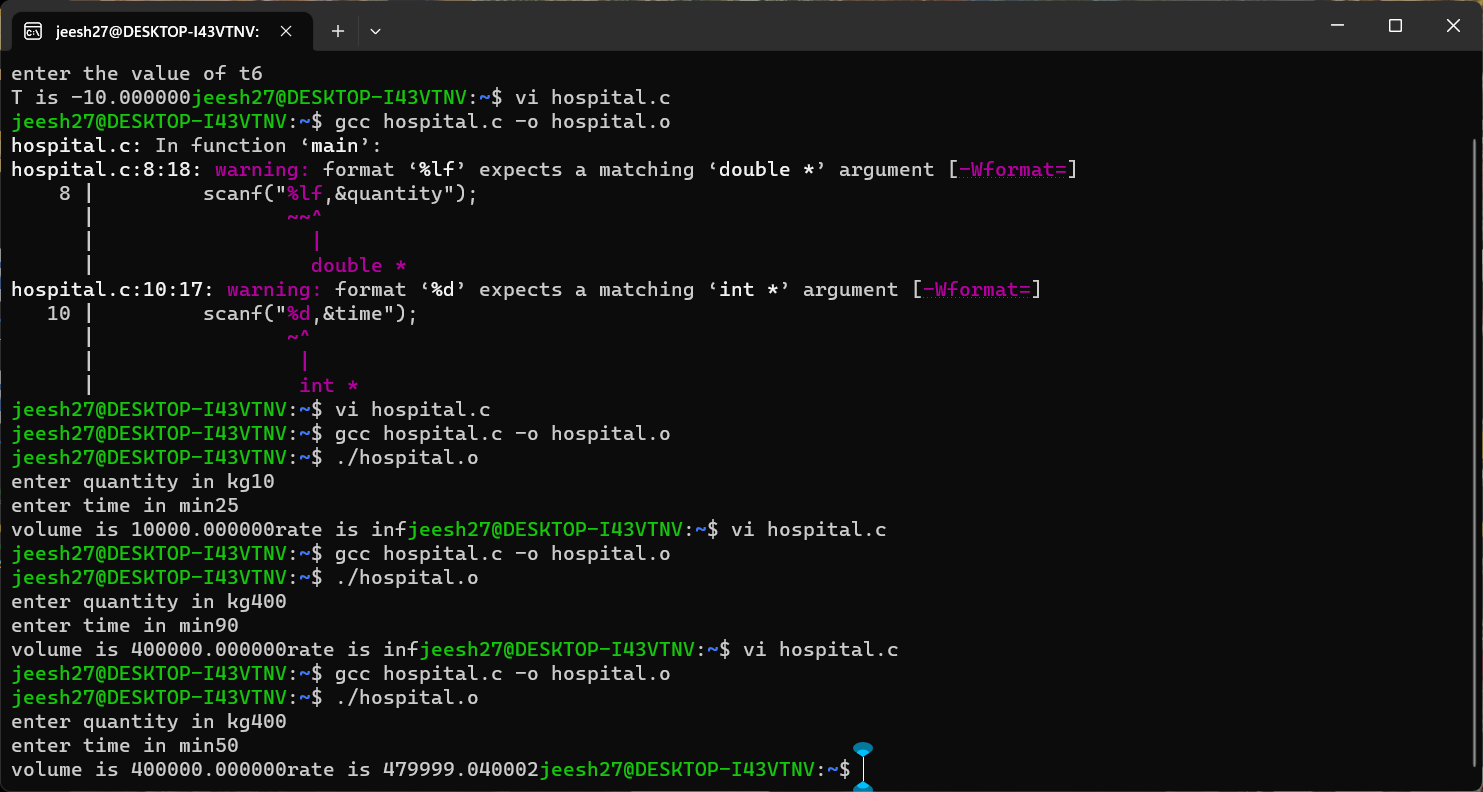 jeesh27@DESKTOP-I43VTNV:
enter the value of t6
T is -10.000000jeesh27@DESKTOP-I43VTNV:~$ vi hospital.c
jeesh27@DESKTOP-I43VTNV:~$ gcc hospital.c -o hospital.o
hospital.c: In function ‘main’:
hospital.c:8:18: warning: format ‘%lf’ expects a matching ‘double *’ argument [-Wformat=]
    8 |         scanf("%lf,&quantity");
      |                ~~^
      |                  |
      |                  double *
hospital.c:10:17: warning: format ‘%d’ expects a matching ‘int *’ argument [-Wformat=]
   10 |         scanf("%d,&time");
      |                ~^
      |                 |
      |                 int *
jeesh27@DESKTOP-I43VTNV:~$ vi hospital.c
jeesh27@DESKTOP-I43VTNV:~$ gcc hospital.c -o hospital.o
jeesh27@DESKTOP-I43VTNV:~$ ./hospital.o
enter quantity in kg10
enter time in min25
volume is 10000.000000rate is infjeesh27@DESKTOP-I43VTNV:~$ vi hospital.c
jeesh27@DESKTOP-I43VTNV:~$ gcc hospital.c -o hospital.o
jeesh27@DESKTOP-I43VTNV:~$ ./hospital.o
enter quantity in kg400
enter time in min90
volume is 400000.000000rate is infjeesh27@DESKTOP-I43VTNV:~$ vi hospital.c
jeesh27@DESKTOP-I43VTNV:~$ gcc hospital.c -o hospital.o
jeesh27@DESKTOP-I43VTNV:~$ ./hospital.o
enter quantity in kg400
enter time in min50
volume is 400000.000000rate is 479999.040002jeesh27@DESKTOP-I43VTNV:~$